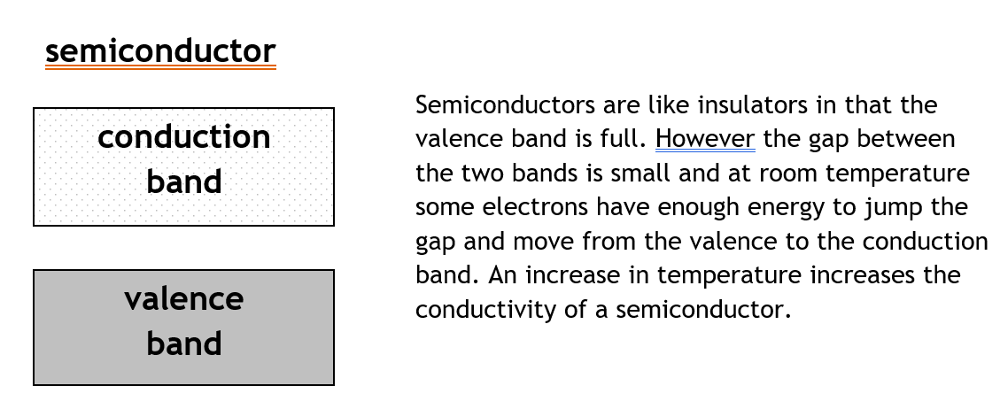 semiconductor
conduction
band
valence
band
Semiconductors are like insulators in that the
valence band is full. However the gap between
the two bands is small and at room temperature
some electrons have enough energy to jump the
gap and move from the valence to the conduction
band. An increase in temperature increases the
conductivity of a semiconductor.